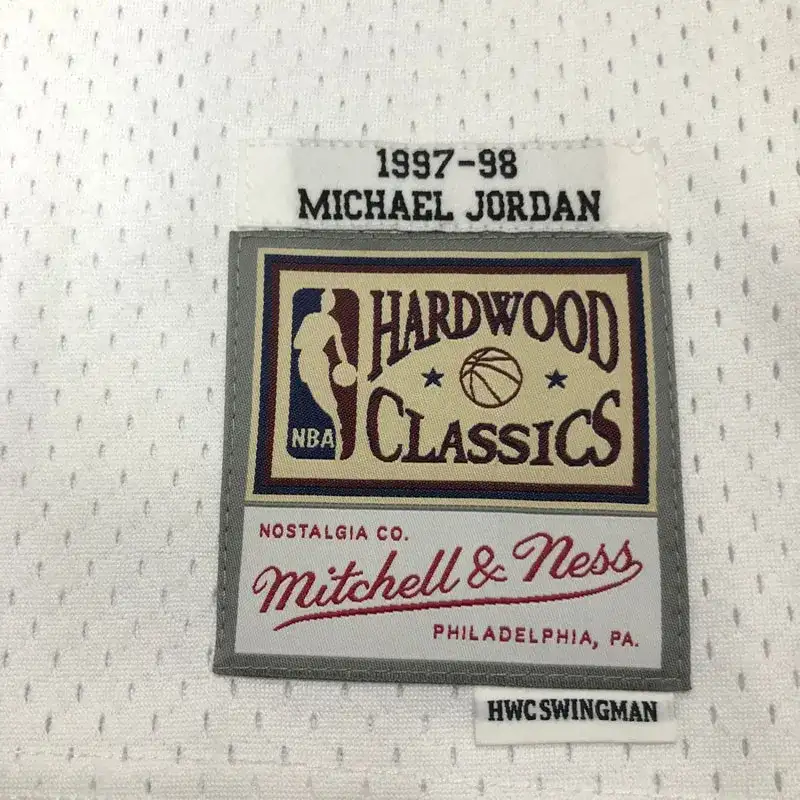 1997-98
MICHAEL JORDAN
HARDWOOD
CLASSICS
NBA
NOSTALGIA CO.
Mitchell & Ness
PHILADELPHIA, PA.
HWC SWINGMAN